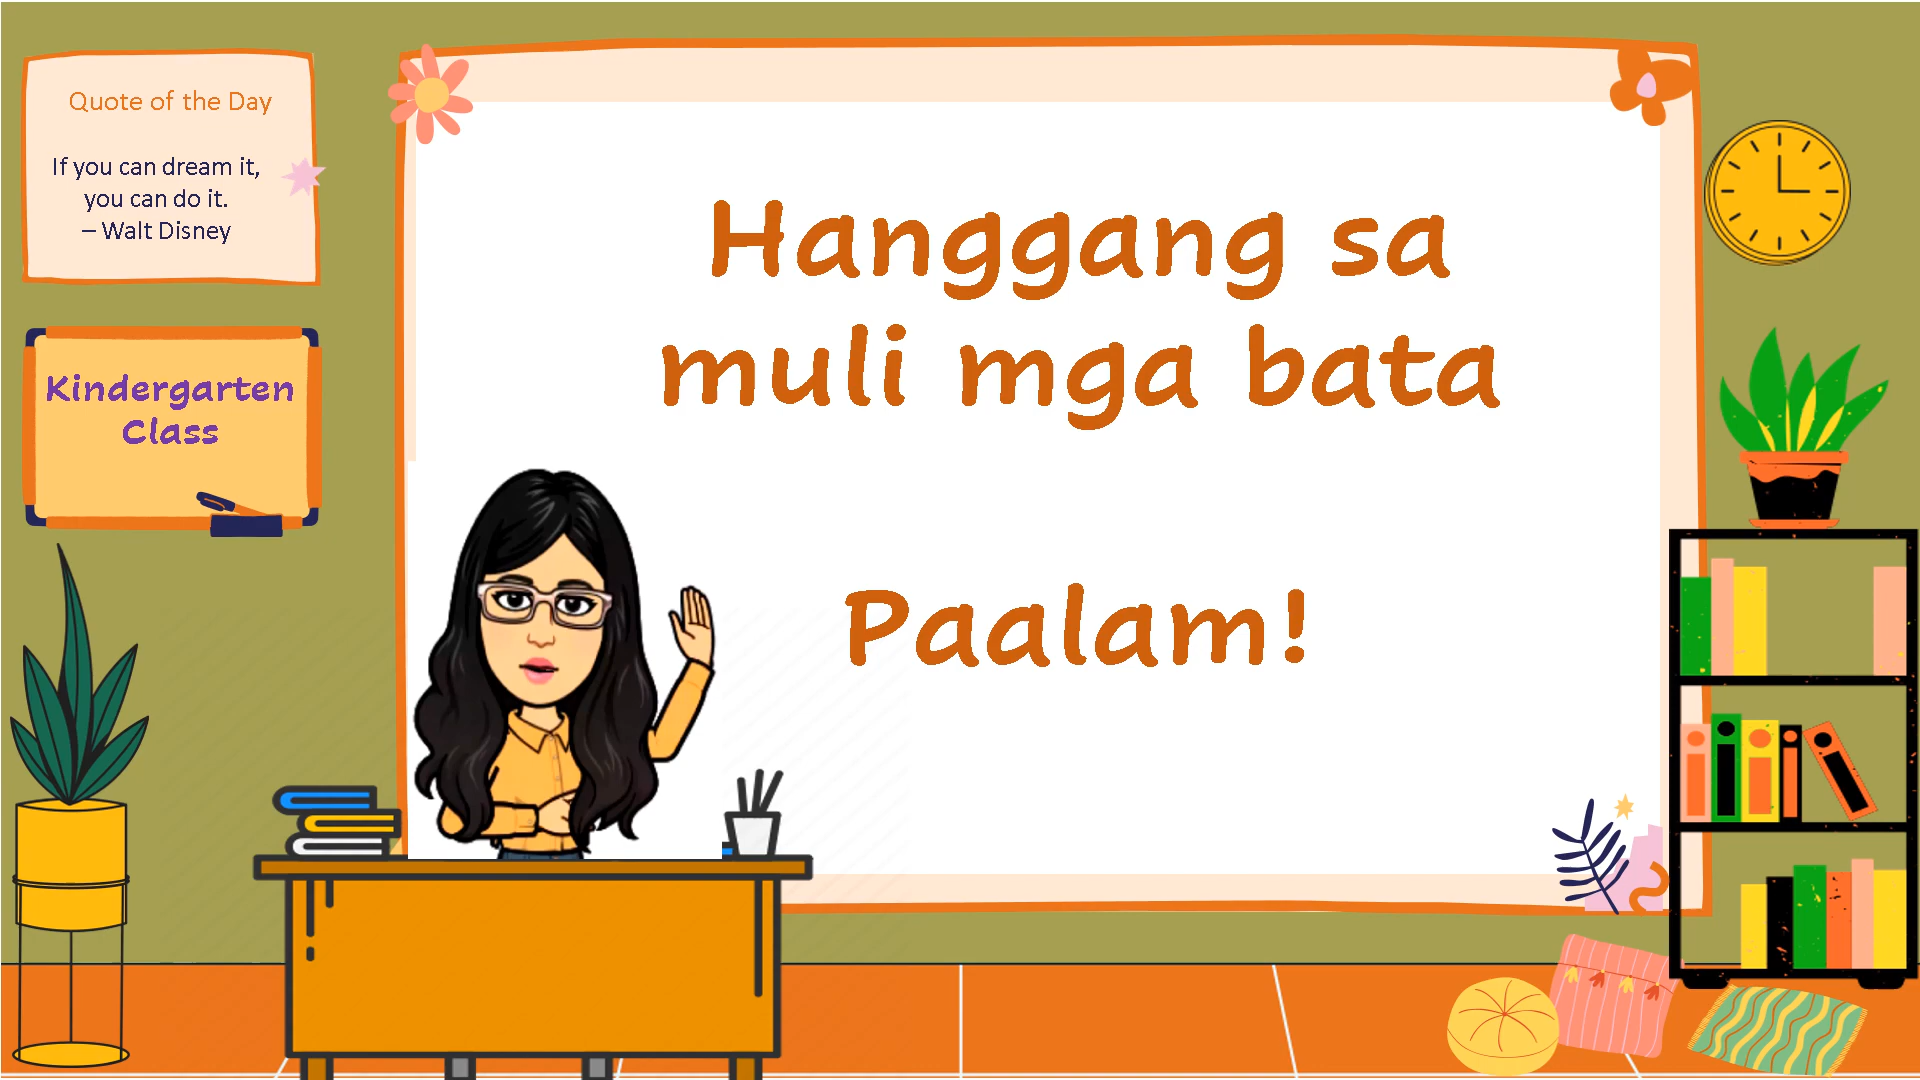 Quote of the Day
If you can dream it,
you can do it.
– Walt Disney
Kindergarten
Class
Hanggang sa
muli mga bata
Paalam!